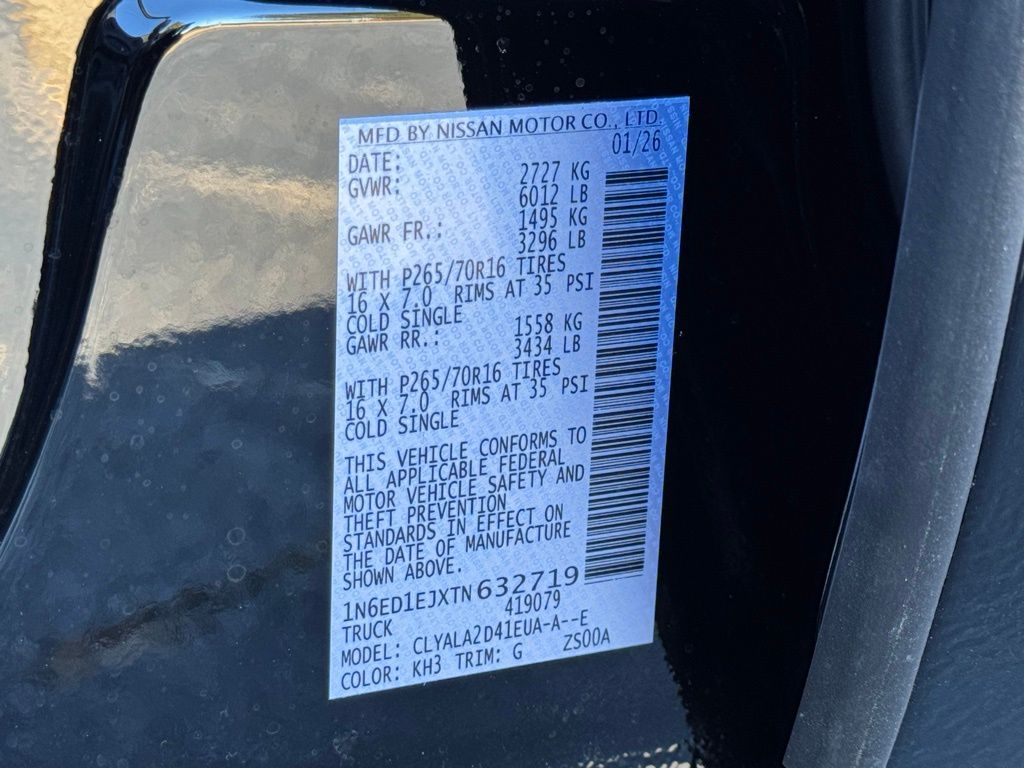 MFD BY NISSAN MOTOR CO., LTD.
DATE: 01/26
GVWR: 2727 KG
6012 LB
GAWR FR.: 1495 KG
3296 LB
WITH P265/70R16 TIRES
16 X 7.0 RIMS AT 35 PSI
COLD SINGLE
GAWR RR.: 1558 KG
3434 LB
WITH P265/70R16 TIRES
16 X 7.0 RIMS AT 35 PSI
COLD SINGLE
THIS VEHICLE CONFORMS TO
ALL APPLICABLE FEDERAL
MOTOR VEHICLE SAFETY AND
THEFT PREVENTION
STANDARDS IN EFFECT ON
THE DATE OF MANUFACTURE
SHOWN ABOVE.
1N6ED1EJXTN632719
TRUCK 419079
MODEL: CLYALA2D41EUA-A--E
COLOR: KH3 TRIM: G ZS00A